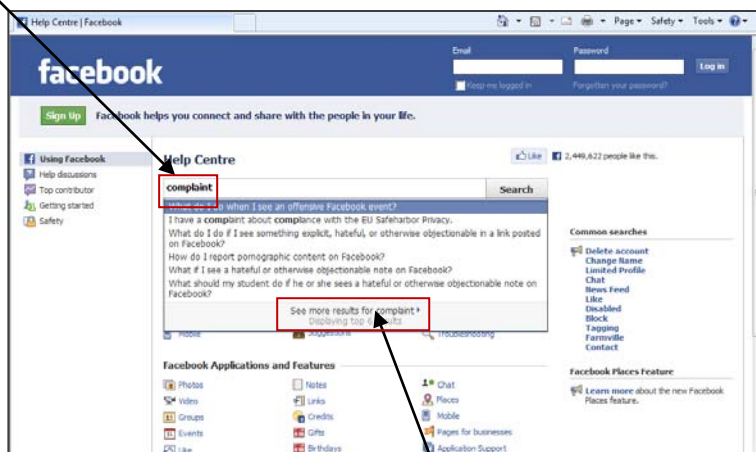 Help Centre | Facebook
Page Safety Tools
facebook
Email
Password
Keep me logged in
Forgotten your password?
Log in
Sign Up
Facebook helps you connect and share with the people in your life.
Using Facebook
Help discussions
Top contributor
Getting started
Safety
Help Centre
Like
2,449,622 people like this.
complaint
Search
What do I do when I see an offensive Facebook event?
I have a complaint about compliance with the EU Safeharbor Privacy.
What do I do if I see something explicit, hateful, or otherwise objectionable in a link posted
on Facebook?
How do I report pornographic content on Facebook?
What if I see a hateful or otherwise objectionable note on Facebook?
What should my student do if he or she sees a hateful or otherwise objectionable note on
Facebook?
See more results for complaint
Displaying top 6 results
Mobile
Suggestions
Troubleshooting
Common searches
Delete account
Change Name
Limited Profile
Chat
News Feed
Like
Disabled
Block
Tagging
Farmville
Contact
Facebook Places Feature
Learn more about the new Facebook
Places feature.
Facebook Applications and Features
Photos
Notes
Chat
Video
Links
Places
Groups
Credits
Mobile
Events
Gifts
Pages for businesses
Like
Birthdays
Application Support